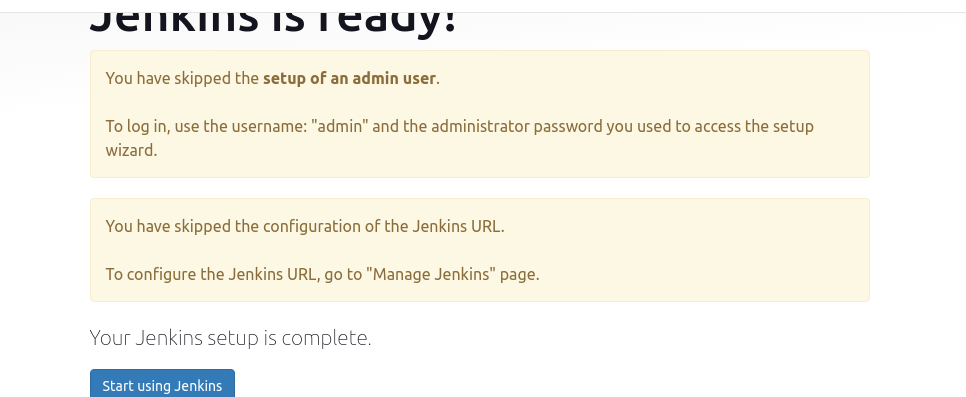 Jenkins is ready!
You have skipped the setup of an admin user.
To log in, use the username: "admin" and the administrator password you used to access the setup
wizard.
You have skipped the configuration of the Jenkins URL.
To configure the Jenkins URL, go to "Manage Jenkins" page.
Your Jenkins setup is complete.
Start using Jenkins